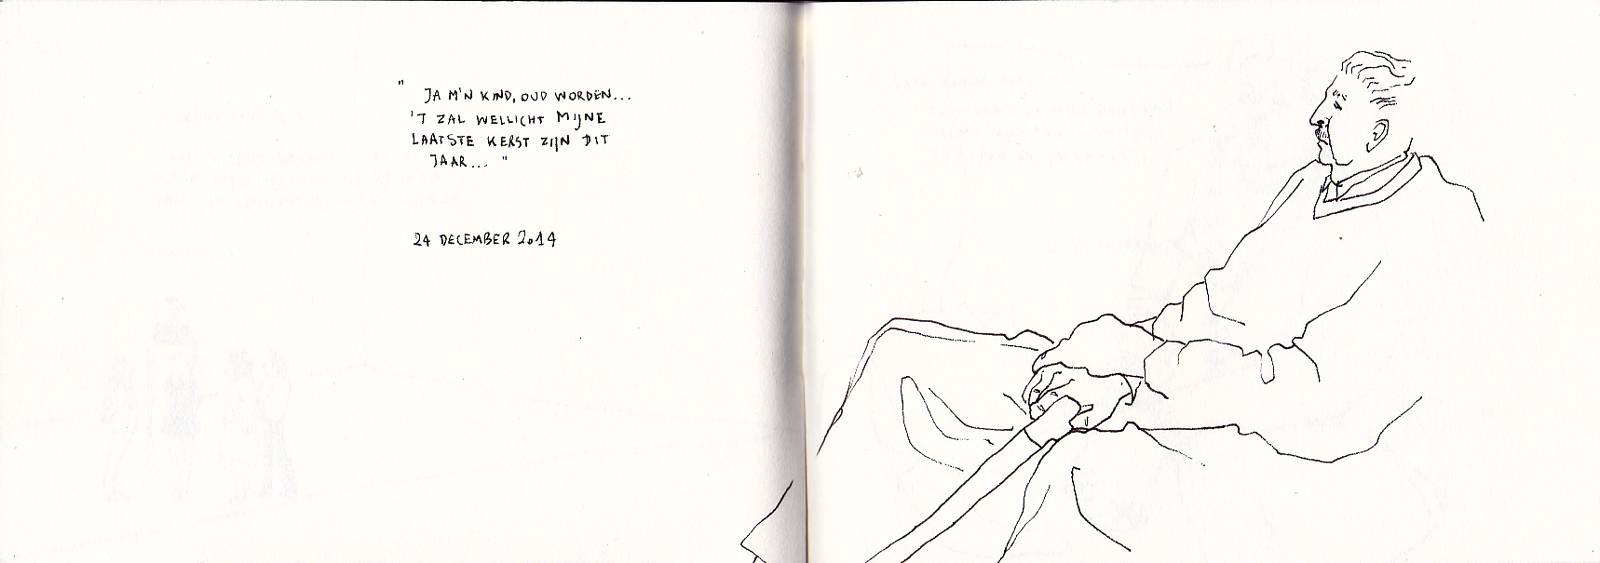 " JA M'N KIND, OUD WORDEN...
'T ZAL WELLICHT MIJNE
LAATSTE KERST ZIJN DIT
JAAR... "
24 DECEMBER 2014